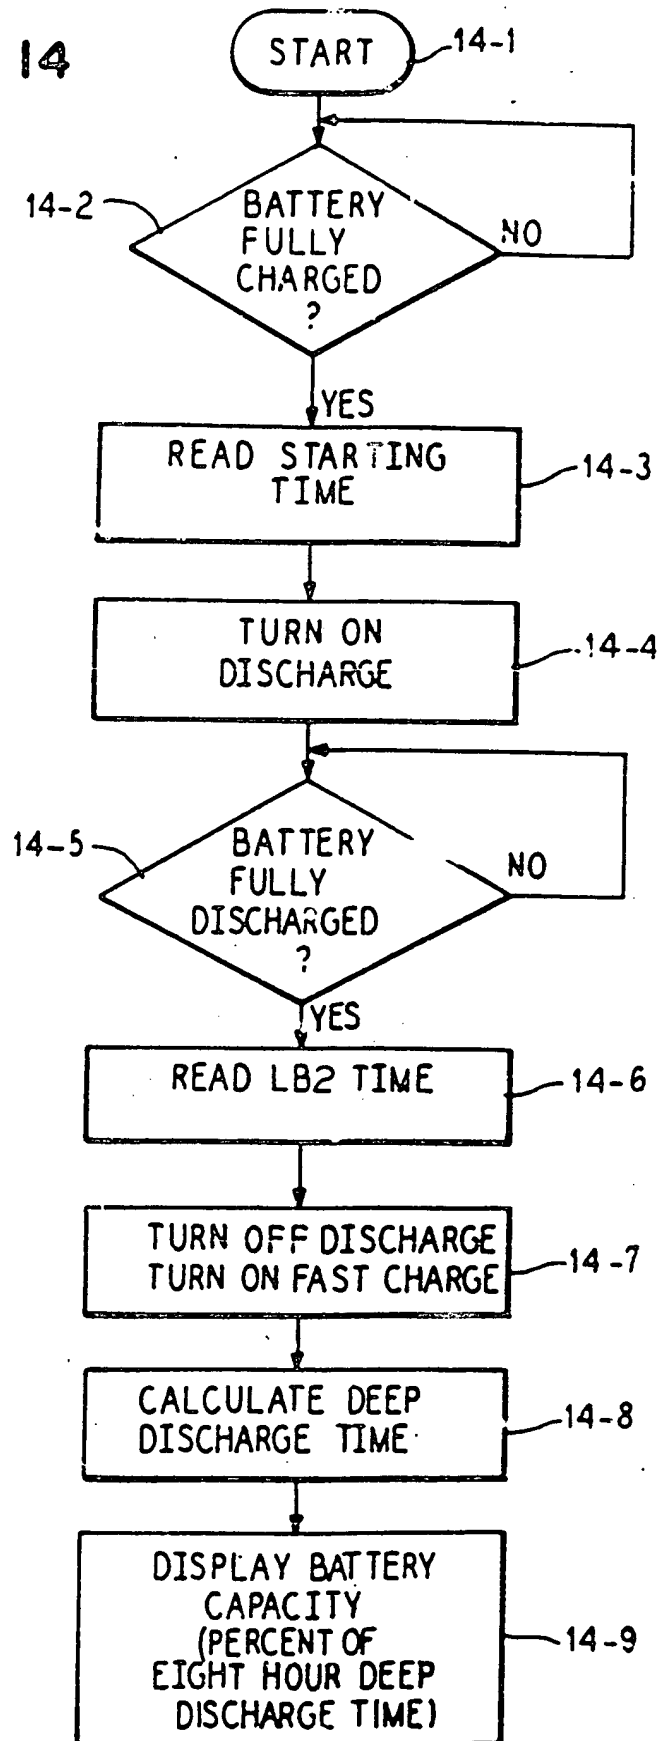 14
START
14-1
14-2
BATTERY
FULLY
CHARGED
?
NO
YES
READ STARTING
TIME
14-3
TURN ON
DISCHARGE
14-4
14-5
BATTERY
FULLY
DISCHARGED
?
NO
YES
READ LB2 TIME
14-6
TURN OFF DISCHARGE
TURN ON FAST CHARGE
14-7
CALCULATE DEEP
DISCHARGE TIME
14-8
DISPLAY BATTERY
CAPACITY
(PERCENT OF
EIGHT HOUR DEEP
DISCHARGE TIME)
14-9